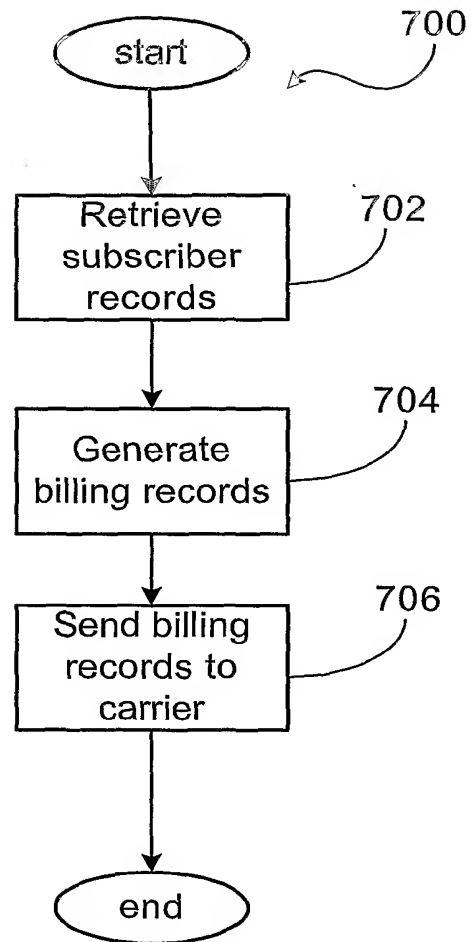 start
700
Retrieve
subscriber
records
702
Generate
billing records
704
Send billing
records to
carrier
706
end